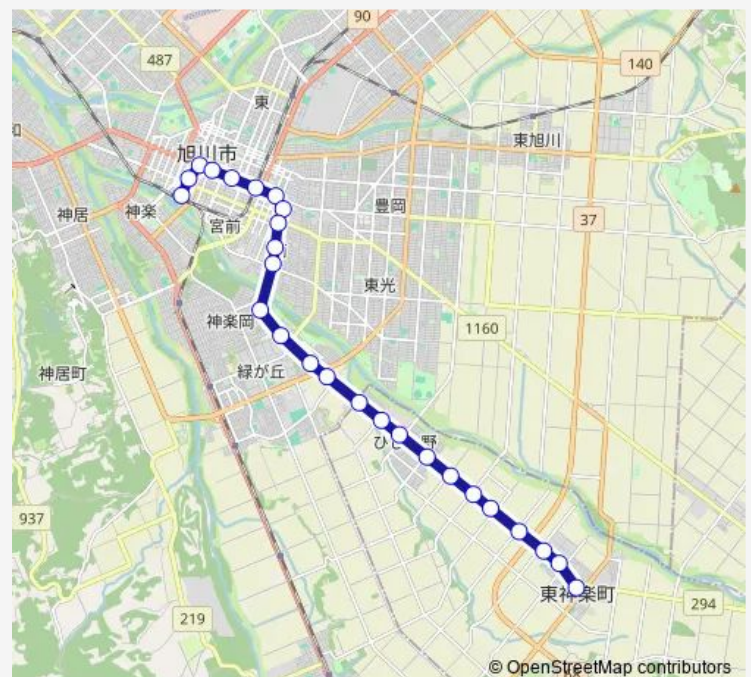 90
487
140
東
旭川市
東旭川
和
豊岡
神居
神楽
宮前
37
東光
神楽岡
1160
緑が丘
神居町
野
937
東神楽町
294
219
© OpenStreetMap contributors